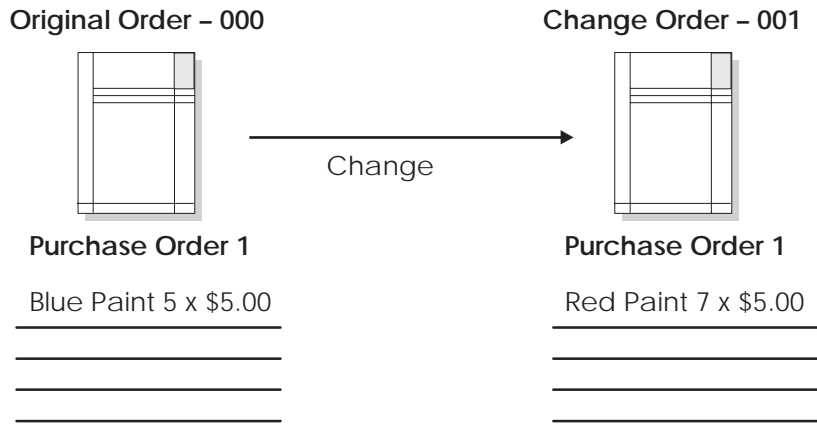 Original Order – 000
Change Order – 001
Change
Purchase Order 1
Purchase Order 1
Blue Paint 5 x $5.00
Red Paint 7 x $5.00